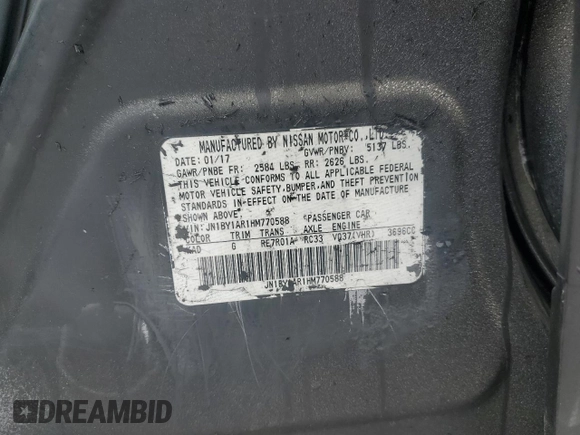 MANUFACTURED BY NISSAN MOTOR CO., LTD.
DATE: 01/17 GVWR/PNBV: 5137 LBS.
GAWR/PNBE FR: 2584 LBS. RR: 2626 LBS.
THIS VEHICLE CONFORMS TO ALL APPLICABLE FEDERAL
MOTOR VEHICLE SAFETY, BUMPER, AND THEFT PREVENTION
STANDARDS IN EFFECT ON THE DATE OF MANUFACTURE
SHOWN ABOVE.
VIN: JN1BY1AR1HM770588 PASSENGER CAR
COLOR TRIM TRANS AXLE ENGINE
G RE7R01A RC33 VQ37(VHR) 3696CC
JN1BY1AR1HM770588
DREAMBID